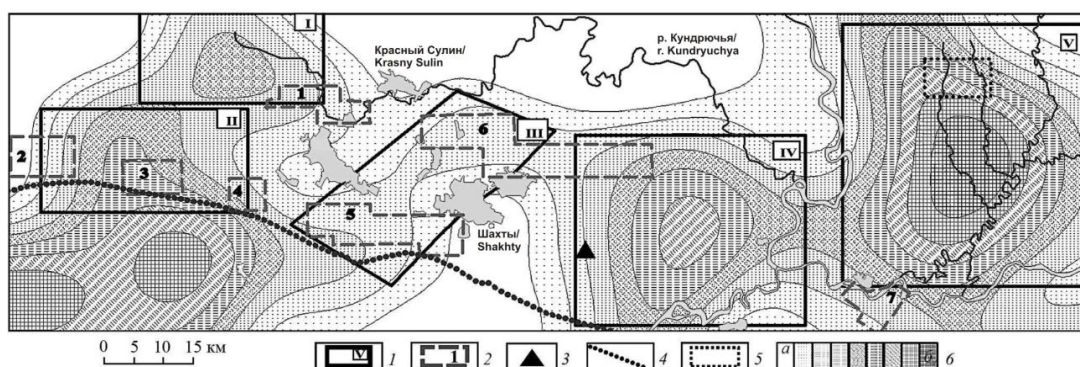 I
Красный Сулин/
Krasny Sulin
р. Кундрючья/
r. Kundryuchya
V
1
II
6
III
2
3
IV
4
5
Шахты/
Shakhty
7
0 5 10 15 км
V 1
1 2
3
4
5
а б 6